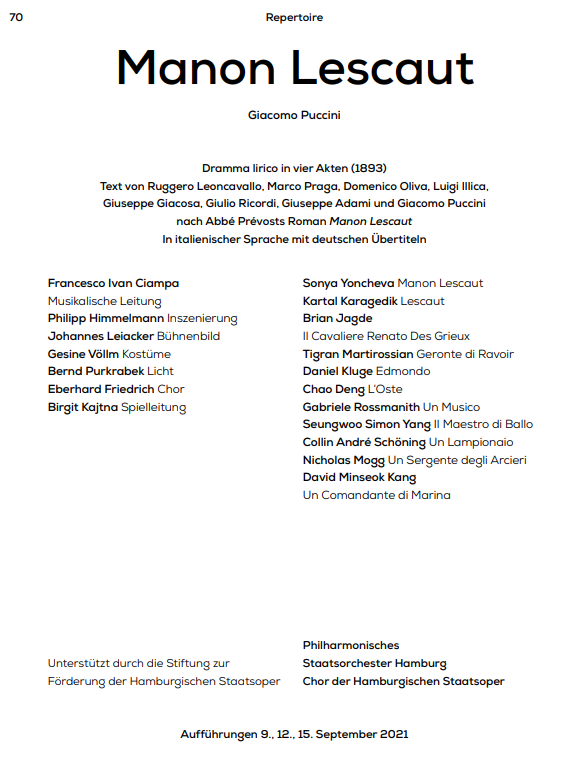 70
Repertoire
Manon Lescaut
Giacomo Puccini
Dramma lirico in vier Akten (1893)
Text von Ruggero Leoncavallo, Marco Praga, Domenico Oliva, Luigi Illica,
Giuseppe Giacosa, Giulio Ricordi, Giuseppe Adami und Giacomo Puccini
nach Abbé Prévosts Roman Manon Lescaut
In italienischer Sprache mit deutschen Übertiteln
Francesco Ivan Ciampa
Musikalische Leitung
Philipp Himmelmann Inszenierung
Johannes Leiacker Bühnenbild
Gesine Völlm Kostüme
Bernd Purkrabek Licht
Eberhard Friedrich Chor
Birgit Kajtna Spielleitung
Sonya Yoncheva Manon Lescaut
Kartal Karagedik Lescaut
Brian Jagde
Il Cavaliere Renato Des Grieux
Tigran Martirossian Geronte di Ravoir
Daniel Kluge Edmondo
Chao Deng L'Oste
Gabriele Rossmanith Un Musico
Seungwoo Simon Yang Il Maestro di Ballo
Collin André Schöning Un Lampionaio
Nicholas Mogg Un Sergente degli Arcieri
David Minseok Kang
Un Comandante di Marina
Unterstützt durch die Stiftung zur
Förderung der Hamburgischen Staatsoper
Philharmonisches
Staatsorchester Hamburg
Chor der Hamburgischen Staatsoper
Aufführungen 9., 12., 15. September 2021